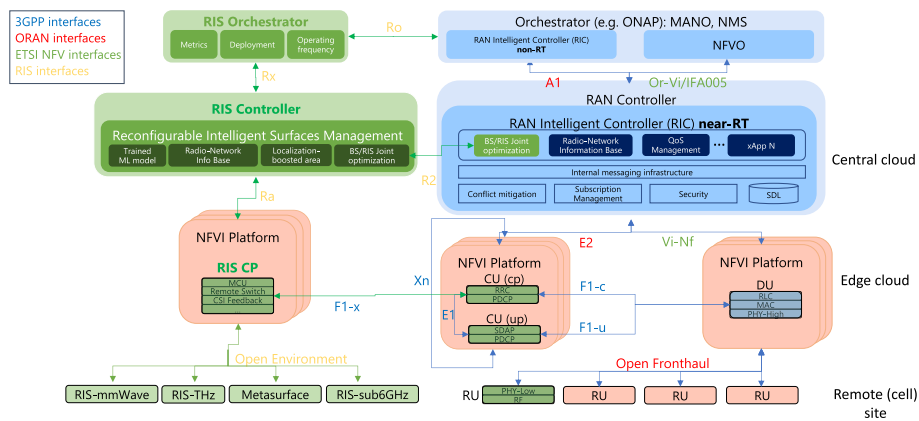 3GPP interfaces
ORAN interfaces
ETSI NFV interfaces
RIS interfaces
RIS Orchestrator
Metrics
Deployment
Operating
frequency
Ro
Orchestrator (e.g. ONAP): MANO, NMS
RAN Intelligent Controller (RIC)
non-RT
NFVO
Rx
A1
Or-Vi/IFA005
RIS Controller
Reconfigurable Intelligent Surfaces Management
Trained
ML model
Radio-Network
Info Base
Localization-
boosted area
BS/RIS Joint
optimization
R2
RAN Controller
RAN Intelligent Controller (RIC) near-RT
BS/RIS Joint
optimization
Radio-Network
Information Base
QoS
Management
...
xApp N
Internal messaging infrastructure
Conflict mitigation
Subscription
Management
Security
SDL
Central cloud
Ra
NFVI Platform
RIS CP
MCU
Remote Switch
CSI Feedback
...
F1-x
Xn
E1
E2
Vi-Nf
NFVI Platform
CU (cp)
RRC
PDCP
CU (up)
SDAP
PDCP
F1-c
F1-u
NFVI Platform
DU
RLC
MAC
PHY-High
Edge cloud
Open Environment
RIS-mmWave
RIS-THz
Metasurface
RIS-sub6GHz
Open Fronthaul
RU
PHY-Low
RF
RU
RU
RU
Remote (cell)
site